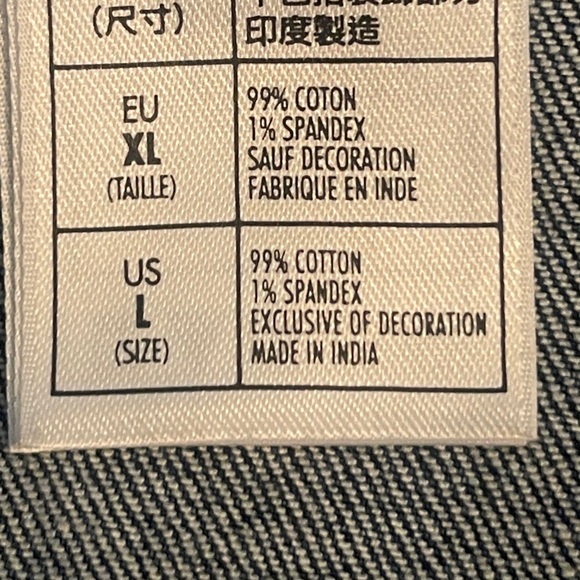 (尺寸)
印度製造
EU
XL
(TAILLE)
99% COTON
1% SPANDEX
SAUF DECORATION
FABRIQUE EN INDE
US
L
(SIZE)
99% COTTON
1% SPANDEX
EXCLUSIVE OF DECORATION
MADE IN INDIA